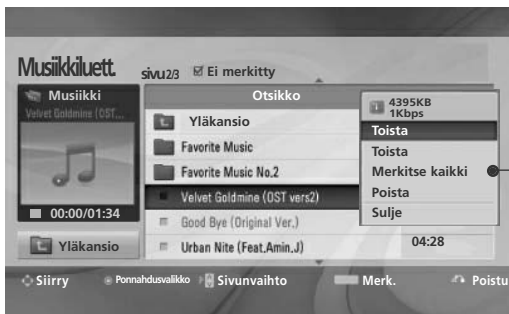 Musiikkiluett.
sivu2/3
Ei merkitty
Musiikki
Velvet Goldmine (OST...
00:00/01:34
Yläkansio
Otsikko
Yläkansio
Favorite Music
Favorite Music No.2
Velvet Goldmine (OST vers2)
Good Bye (Original Ver.)
Urban Nite (Feat.Amin.J)
04:28
4395KB
1Kbps
Toista
Toista
Merkitse kaikki
Poista
Sulje
Siirry
Ponnahdusvalikko
Sivunvaihto
Merk.
Poistu